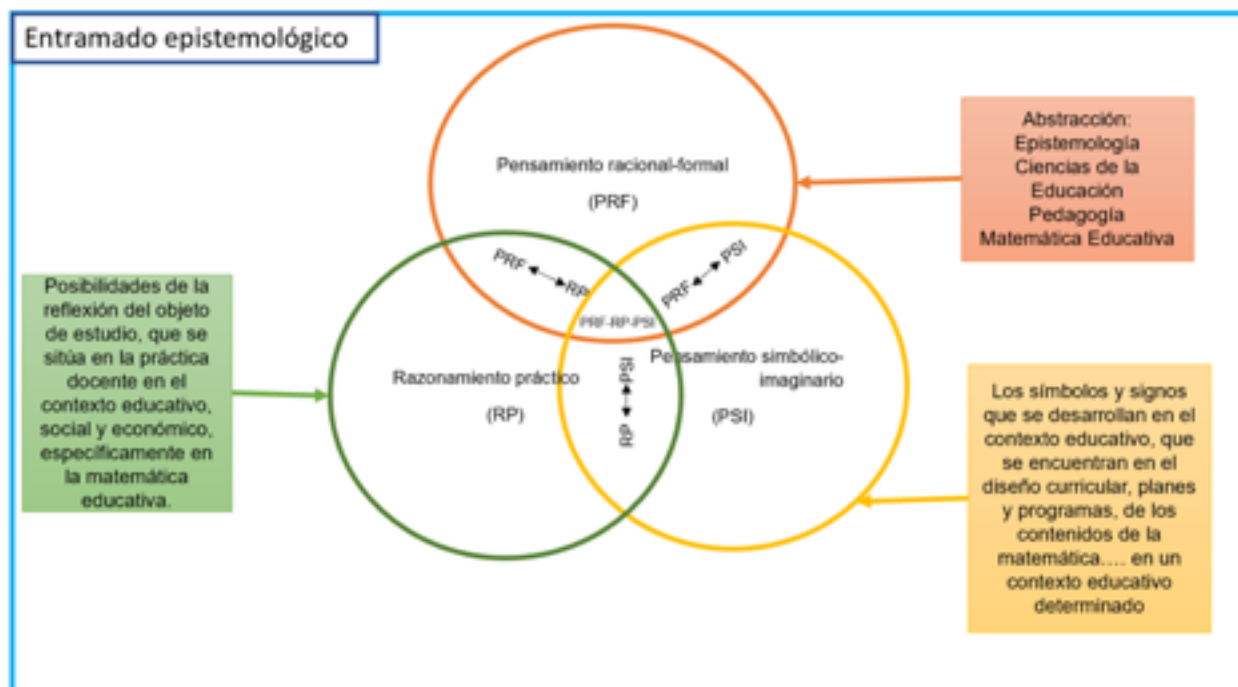 Entramado epistemológico
Pensamiento racional-formal
(PRF)
Abstracción:
Epistemología
Ciencias de la
Educación
Pedagogía
Matemática Educativa
PRF RP
PRF PSI
PRF-RP-PSI
Posibilidades de la
reflexión del objeto
de estudio, que se
sitúa en la práctica
docente en el
contexto educativo,
social y económico,
específicamente en
la matemática
educativa.
Razonamiento práctico
(RP)
RP PSI
Pensamiento simbólico-
imaginario
(PSI)
Los símbolos y signos
que se desarrollan en el
contexto educativo, que
se encuentran en el
diseño curricular, planes
y programas, de los
contenidos de la
matemática.... en un
contexto educativo
determinado